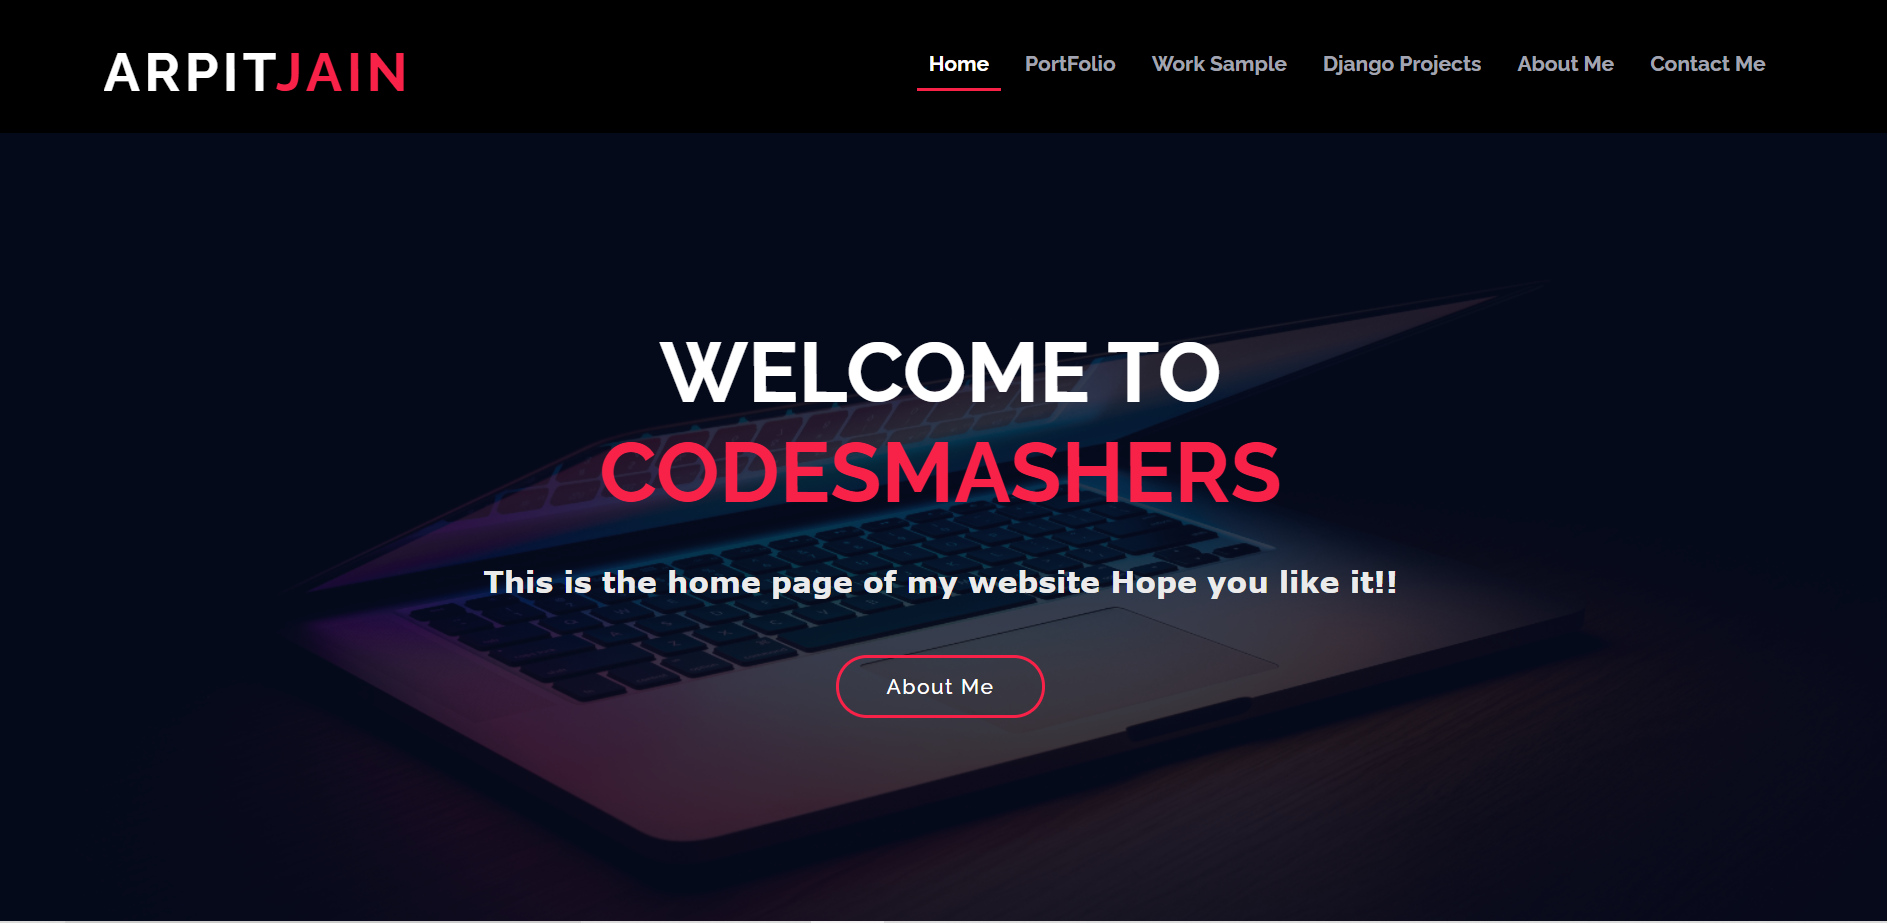 ARPITJAIN
Home PortFolio Work Sample Django Projects About Me Contact Me
WELCOME TO
CODESMASHERS
This is the home page of my website Hope you like it!!
About Me